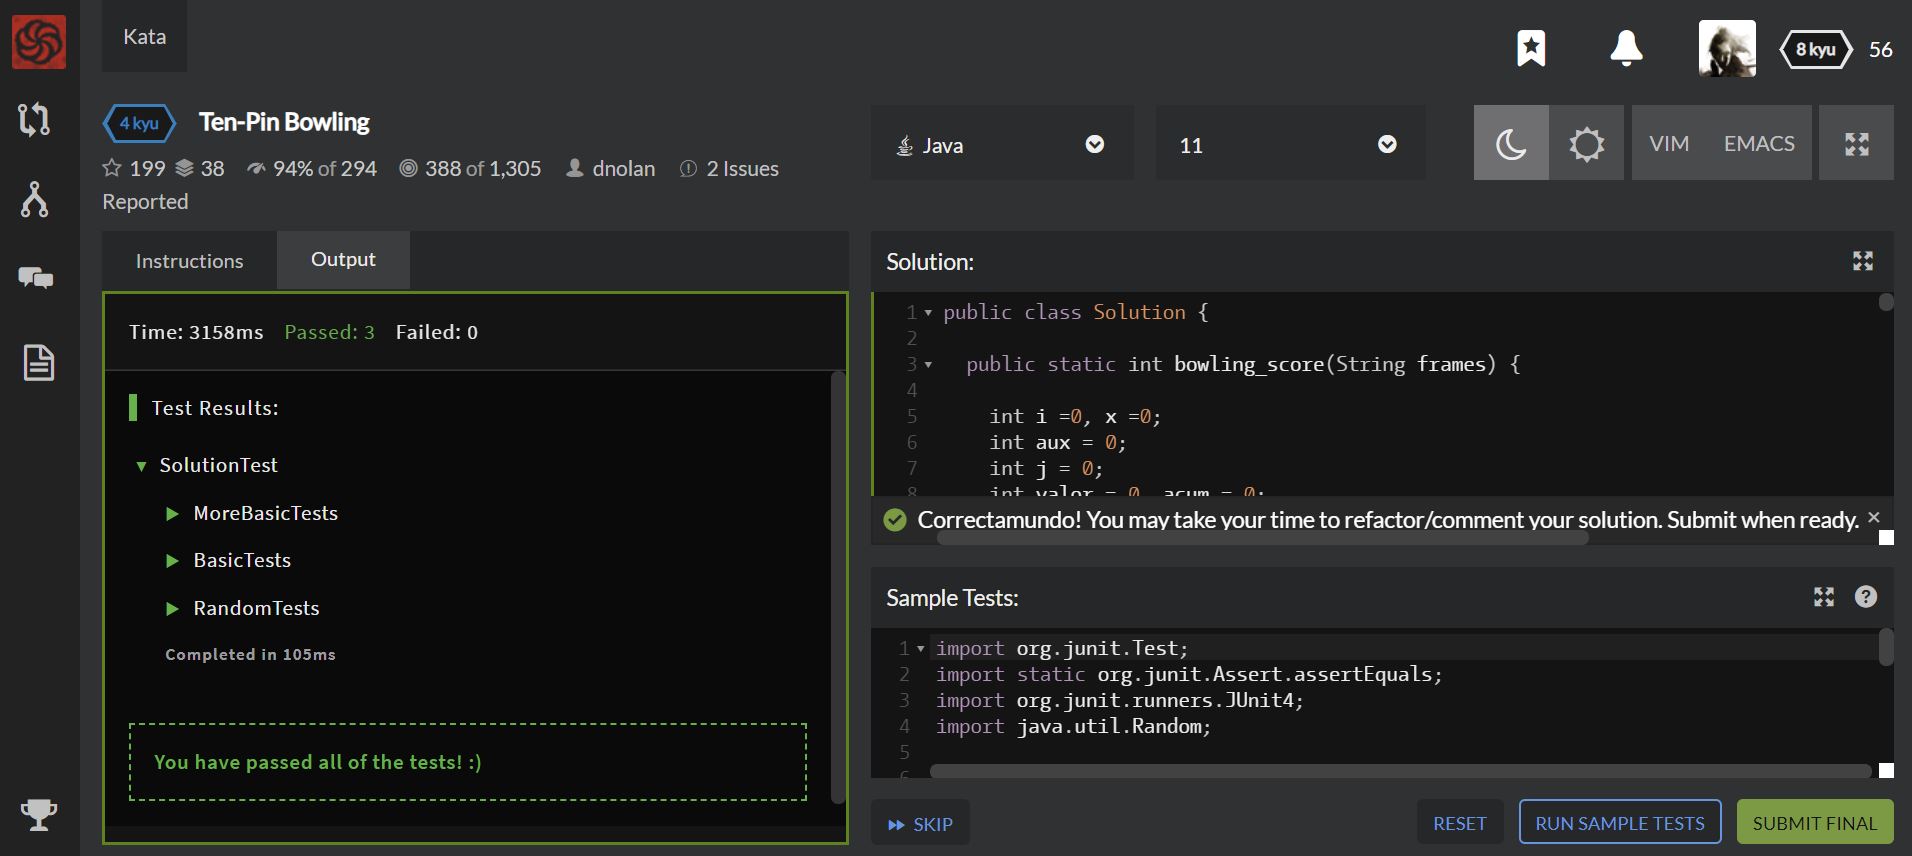 Kata
8 kyu 56
4 kyu Ten-Pin Bowling
199 38 94% of 294 388 of 1,305 dnolan 2 Issues
Reported
Java
11
VIM EMACS
Instructions Output
Time: 3158ms Passed: 3 Failed: 0
Test Results:
SolutionTest
MoreBasicTests
BasicTests
RandomTests
Completed in 105ms
You have passed all of the tests! :)
Solution:
1 public class Solution {
2
3 public static int bowling_score(String frames) {
4
5 int i =0, x =0;
6 int aux = 0;
7 int j = 0;
8 int valor = 0, acum = 0;
Correctamundo! You may take your time to refactor/comment your solution. Submit when ready. ×
Sample Tests:
1 import org.junit.Test;
2 import static org.junit.Assert.assertEquals;
3 import org.junit.runners.JUnit4;
4 import java.util.Random;
5
6
SKIP
RESET RUN SAMPLE TESTS SUBMIT FINAL